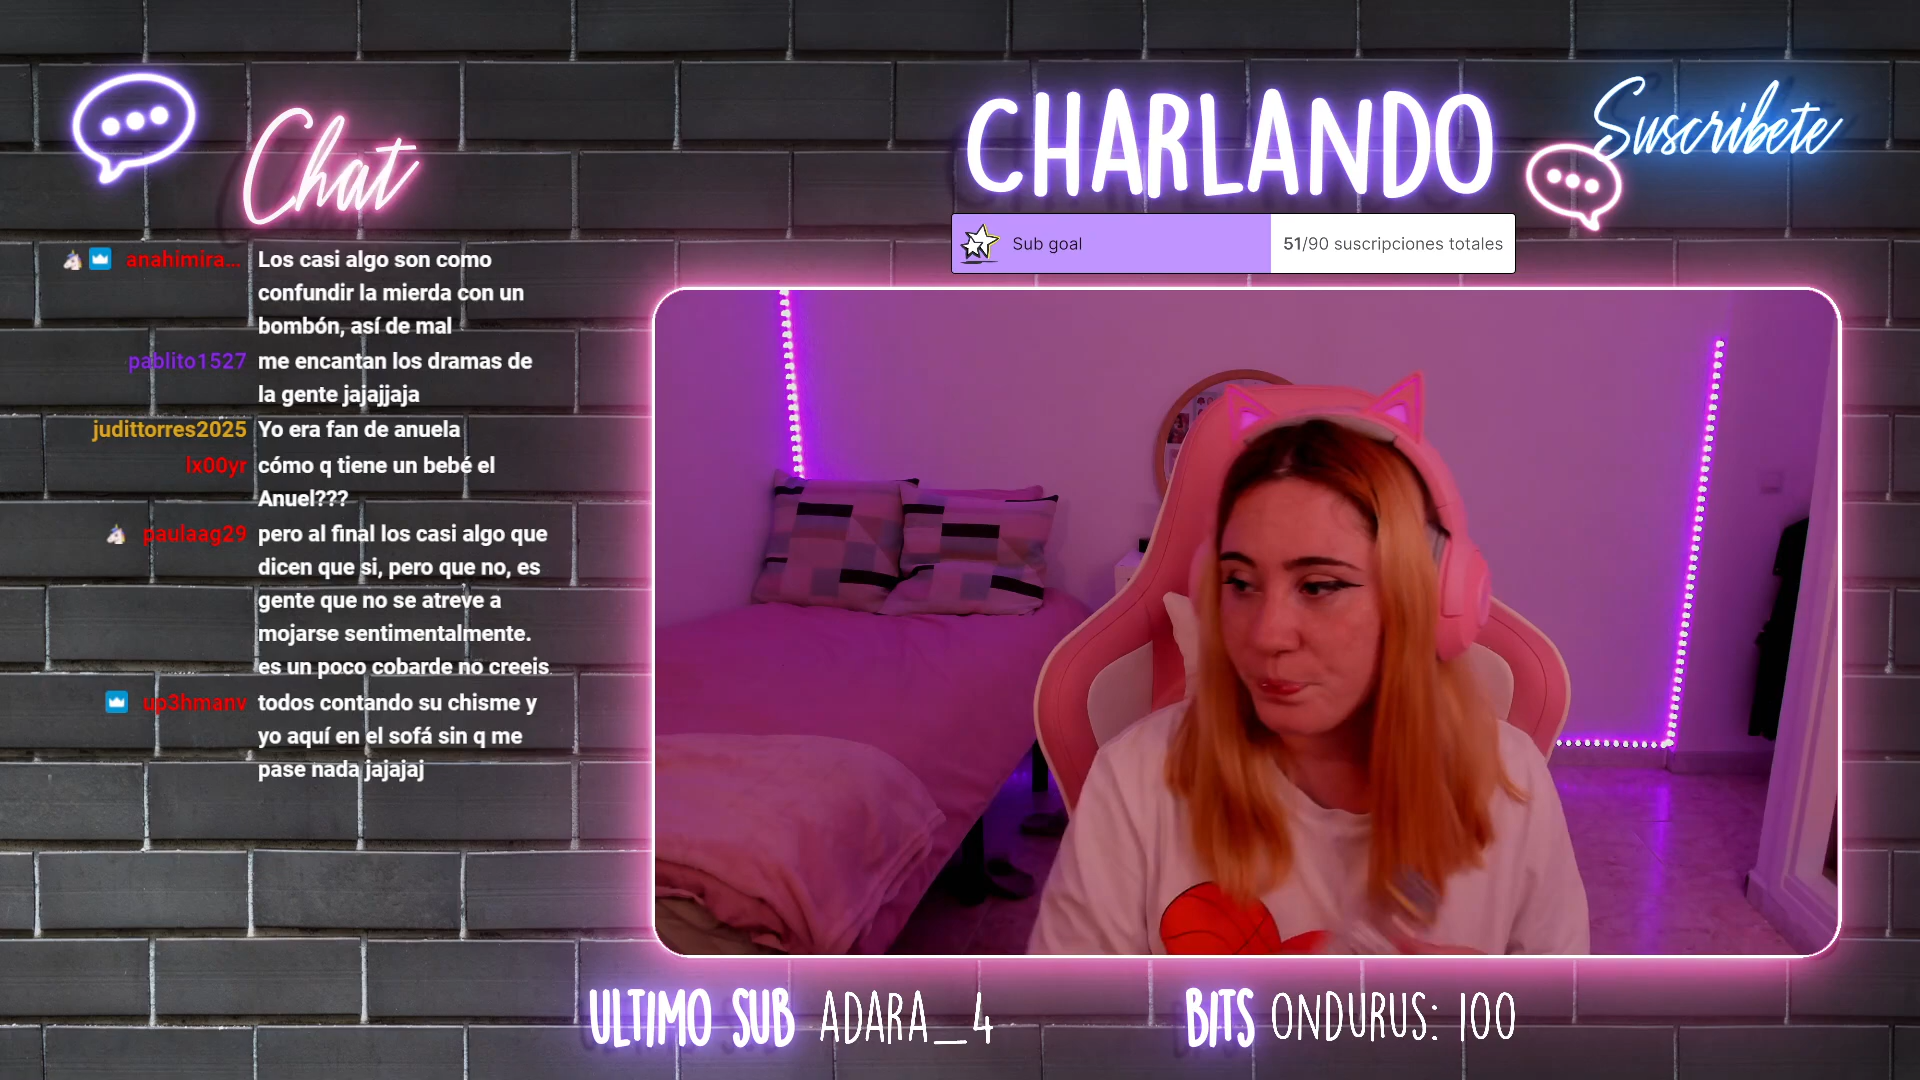 Chat
CHARLANDO
Suscribete
Sub goal
51/90 suscripciones totales
anahimira... Los casi algo son como
confundir la mierda con un
bombón, así de mal
pablito1527 me encantan los dramas de
la gente jajajjaja
judittorres2025 Yo era fan de anuela
lx00yr cómo q tiene un bebé el
Anuel???
paulaag29 pero al final los casi algo que
dicen que si, pero que no, es
gente que no se atreve a
mojarse sentimentalmente.
es un poco cobarde no creeis
up3hmanv todos contando su chisme y
yo aquí en el sofá sin q me
pase nada jajajaj
ULTIMO SUB ADARA_4
BITS ONDURUS: 100